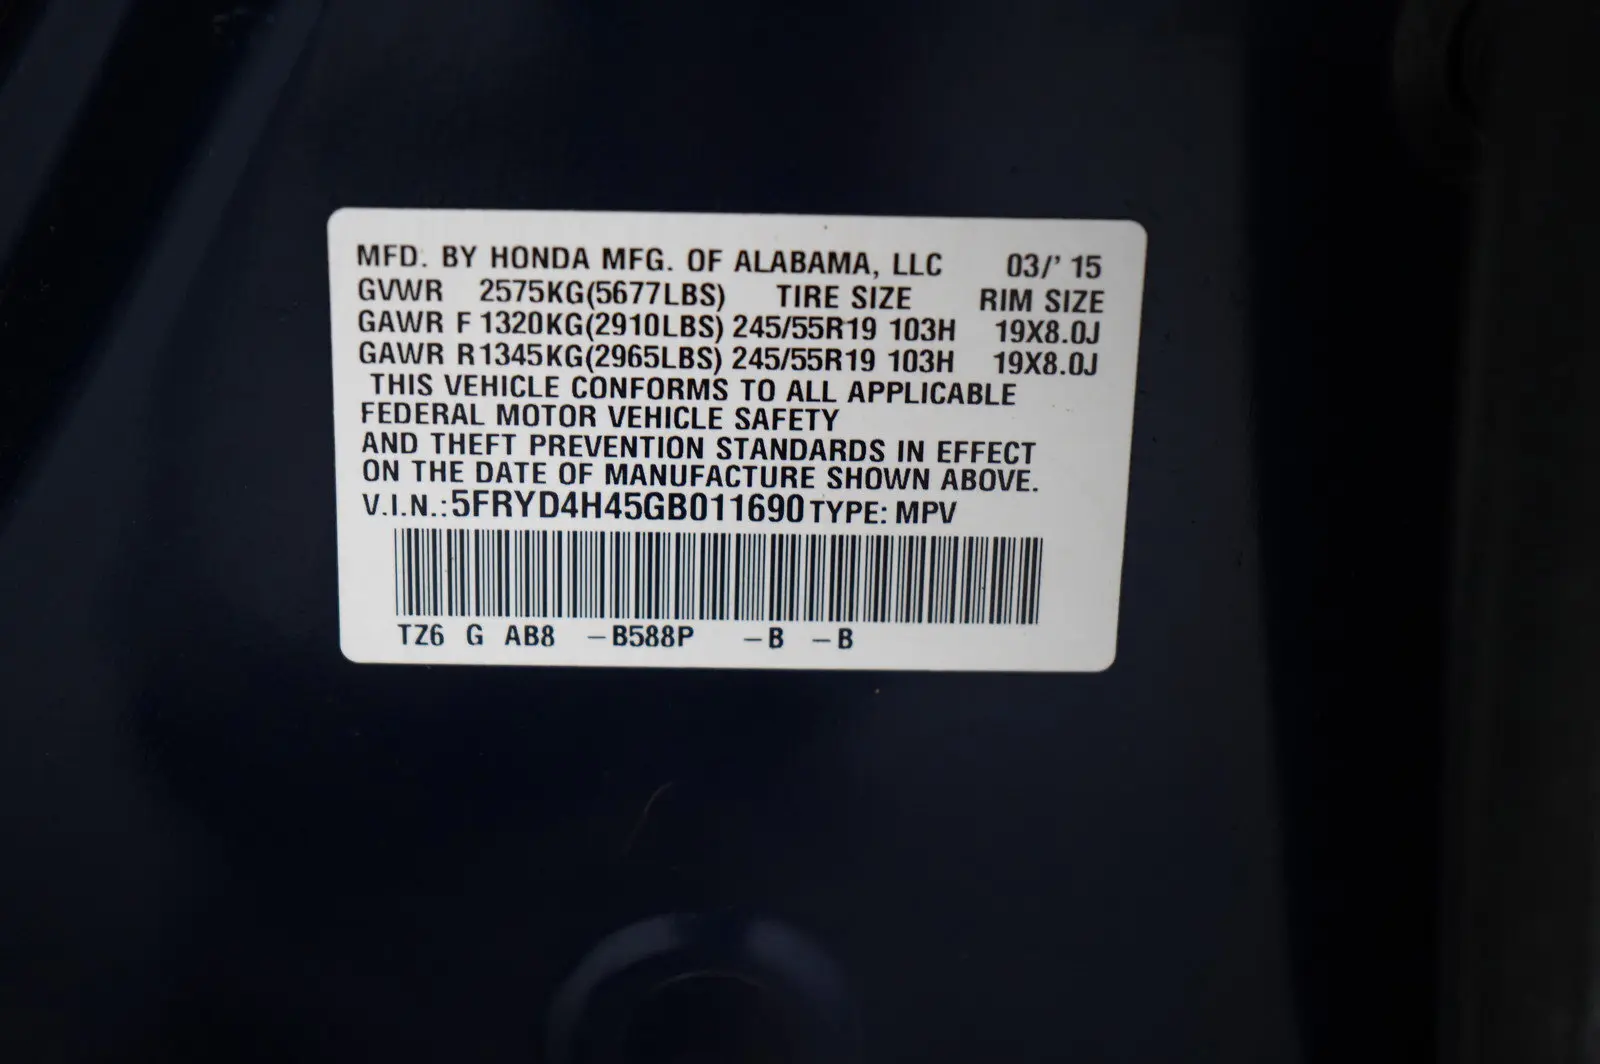 MFD. BY HONDA MFG. OF ALABAMA, LLC 03/' 15
GVWR 2575KG(5677LBS) TIRE SIZE RIM SIZE
GAWR F 1320KG(2910LBS) 245/55R19 103H 19X8.0J
GAWR R 1345KG(2965LBS) 245/55R19 103H 19X8.0J
THIS VEHICLE CONFORMS TO ALL APPLICABLE
FEDERAL MOTOR VEHICLE SAFETY
AND THEFT PREVENTION STANDARDS IN EFFECT
ON THE DATE OF MANUFACTURE SHOWN ABOVE.
V.I.N.: 5FRYD4H45GB011690 TYPE: MPV
TZ6 G AB8 –B588P –B –B